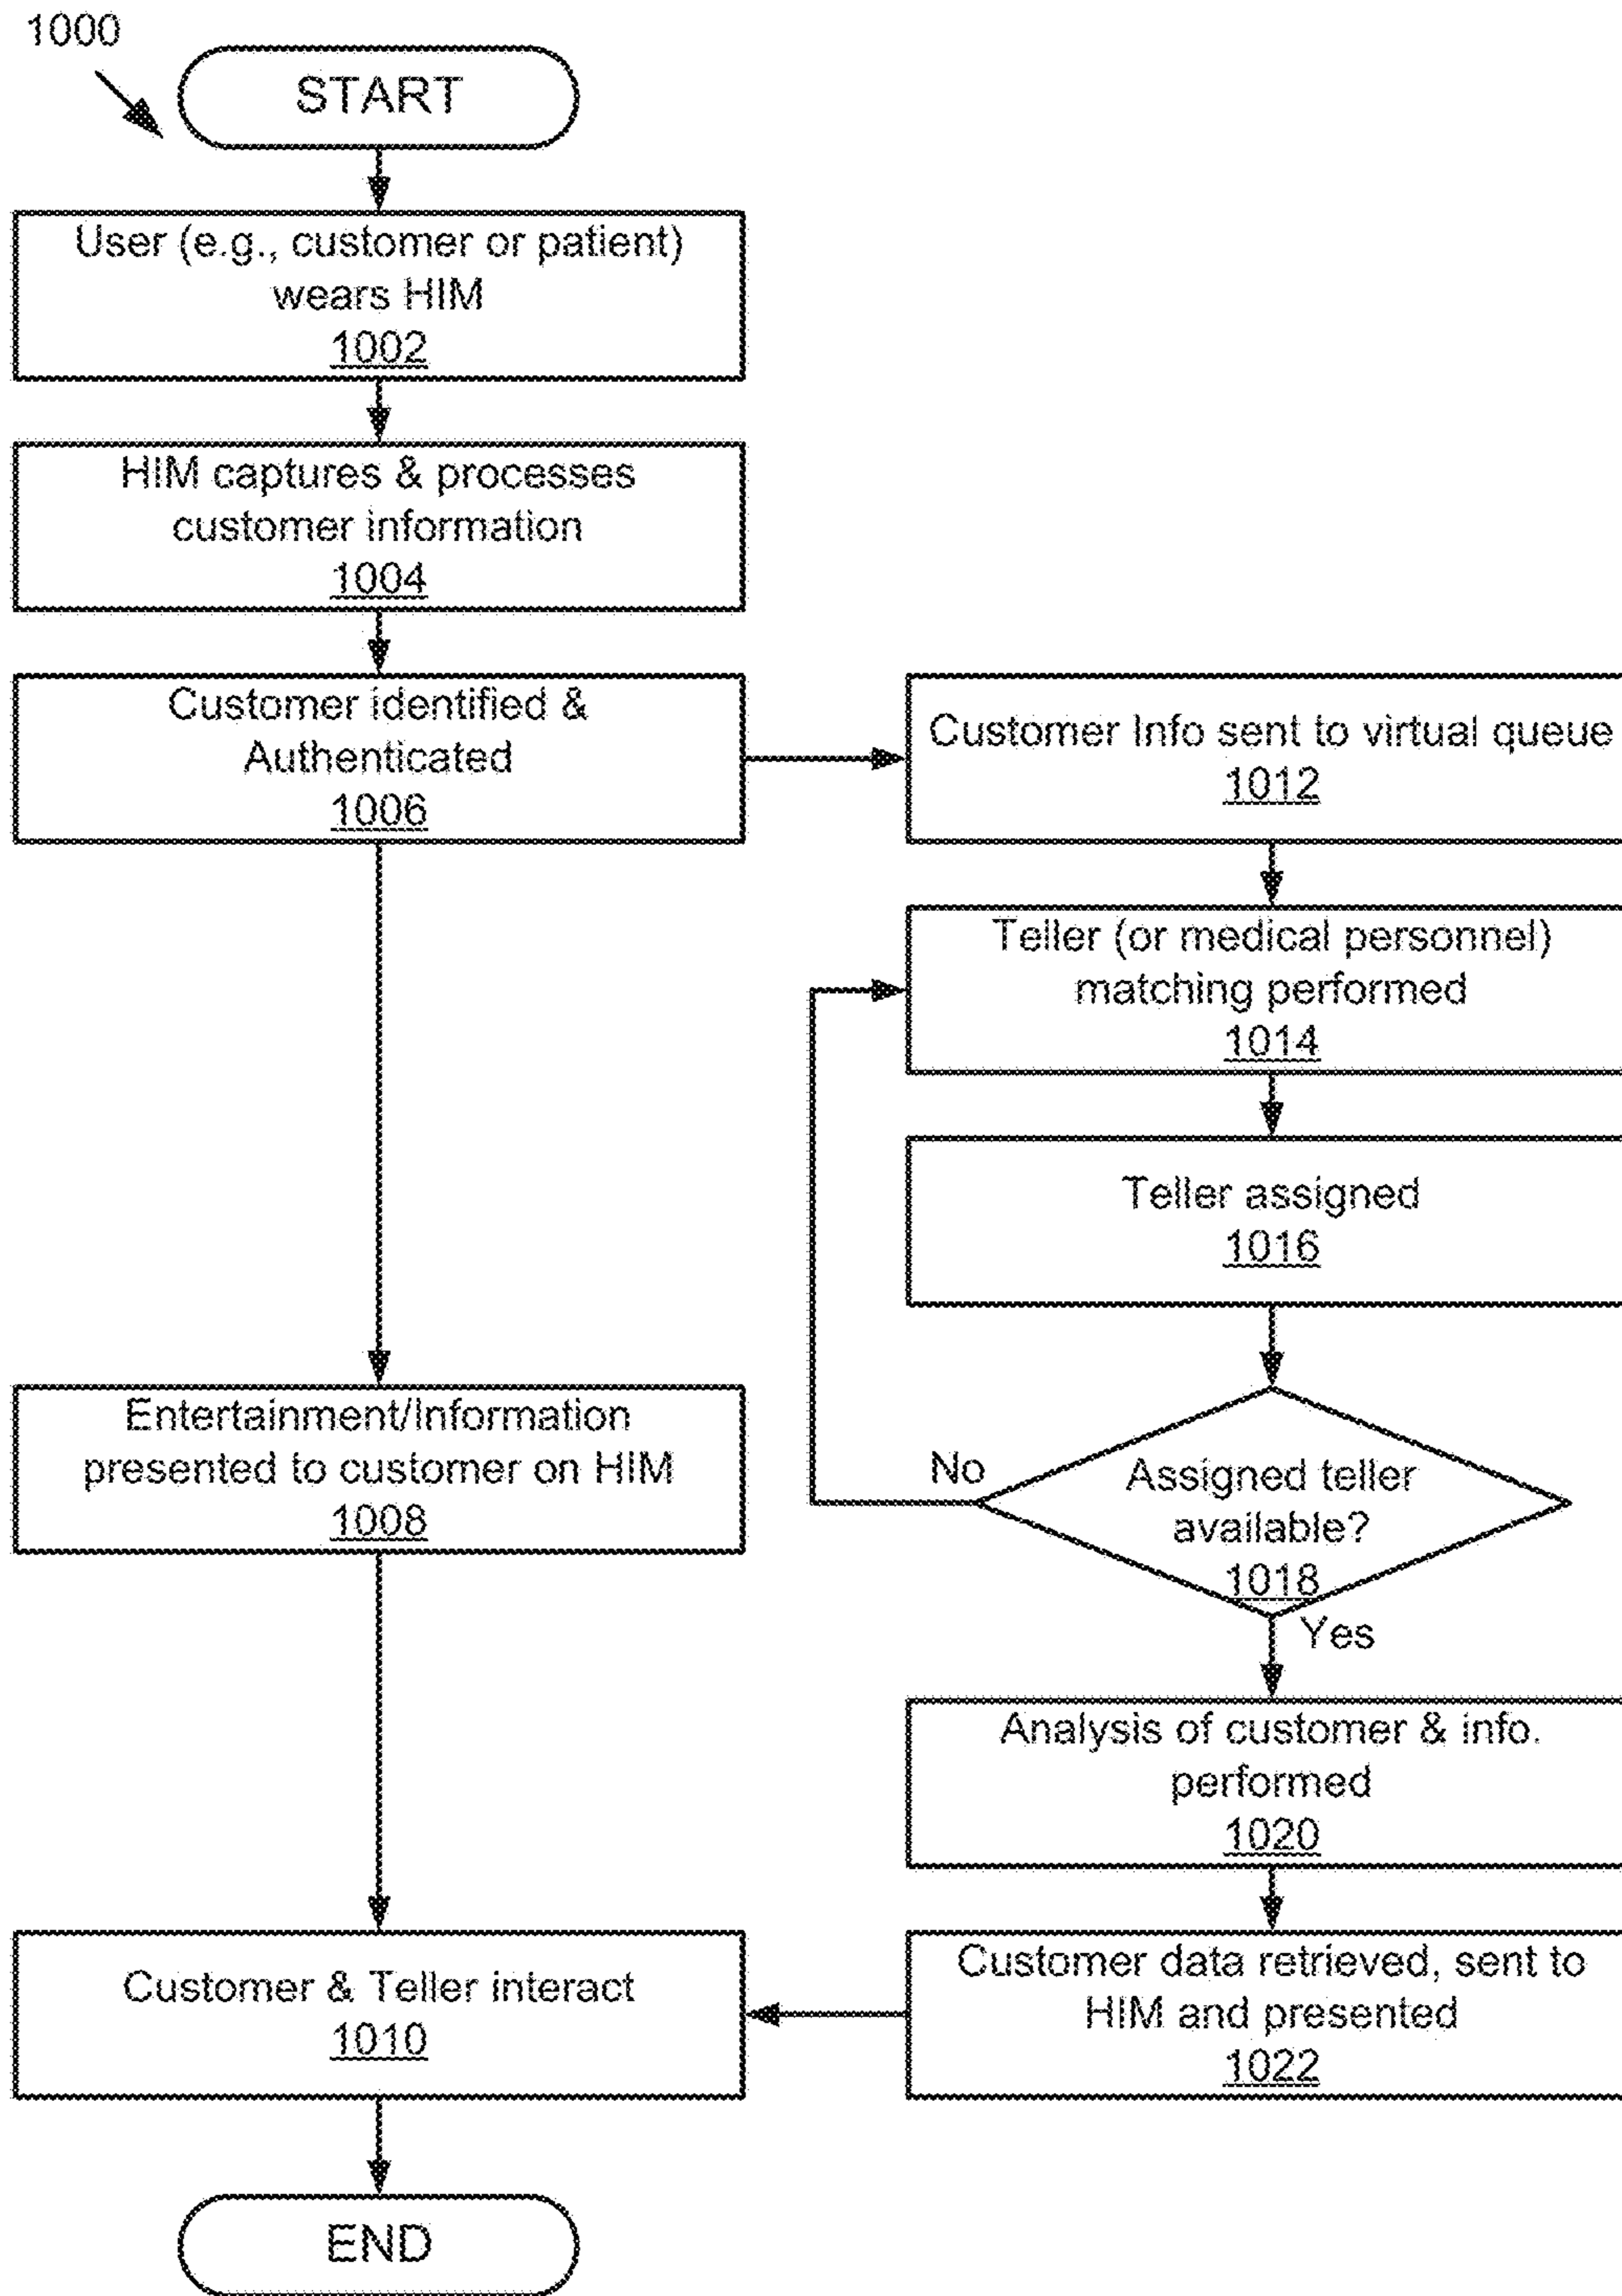 1000
START
User (e.g., customer or patient)
wears HIM
1002
HIM captures & processes
customer information
1004
Customer identified &
Authenticated
1006
Customer Info sent to virtual queue
1012
Teller (or medical personnel)
matching performed
1014
Teller assigned
1016
Entertainment/Information
presented to customer on HIM
1008
No
Assigned teller
available?
1018
Yes
Analysis of customer & info.
performed
1020
Customer & Teller interact
1010
Customer data retrieved, sent to
HIM and presented
1022
END